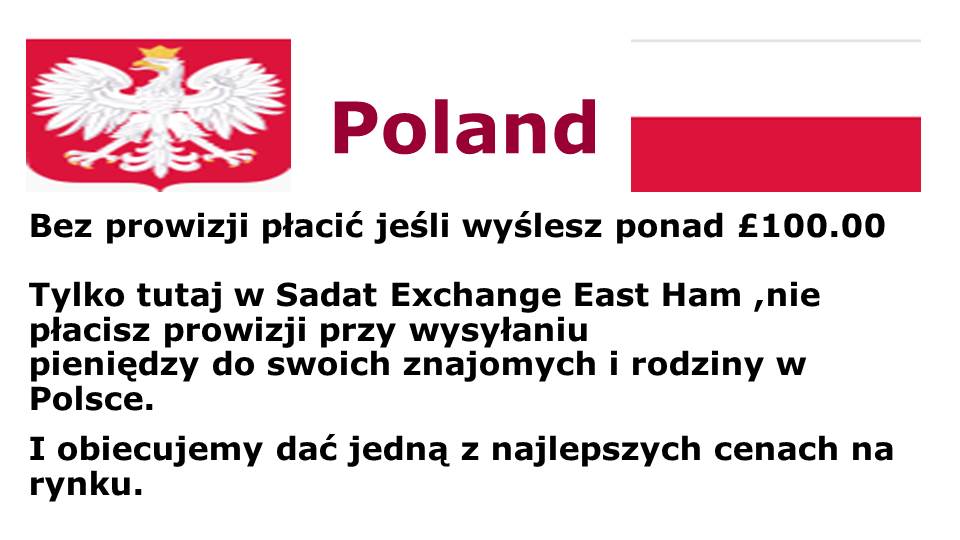 Poland
Bez prowizji płacić jeśli wyślesz ponad £100.00
Tylko tutaj w Sadat Exchange East Ham ,nie
płacisz prowizji przy wysyłaniu
pieniędzy do swoich znajomych i rodziny w
Polsce.
I obiecujemy dać jedną z najlepszych cenach na
rynku.